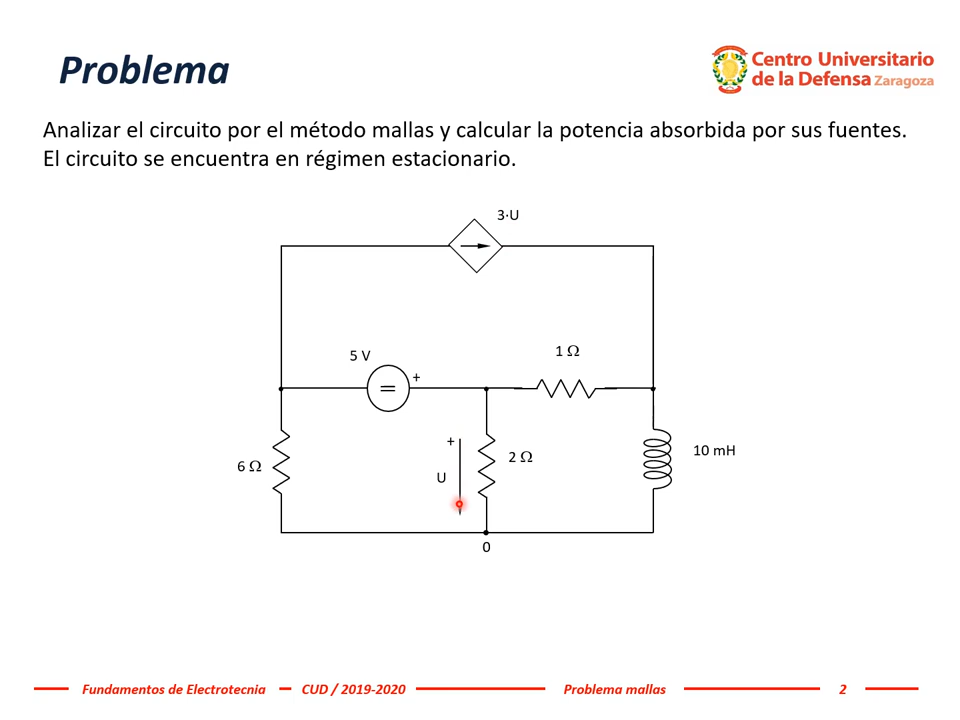 Problema
Centro Universitario
de la Defensa Zaragoza
Analizar el circuito por el método mallas y calcular la potencia absorbida por sus fuentes.
El circuito se encuentra en régimen estacionario.
3·U
5 V
+
=
1 Ω
6 Ω
+
U
2 Ω
10 mH
0
Fundamentos de Electrotecnia
CUD / 2019-2020
Problema mallas
2